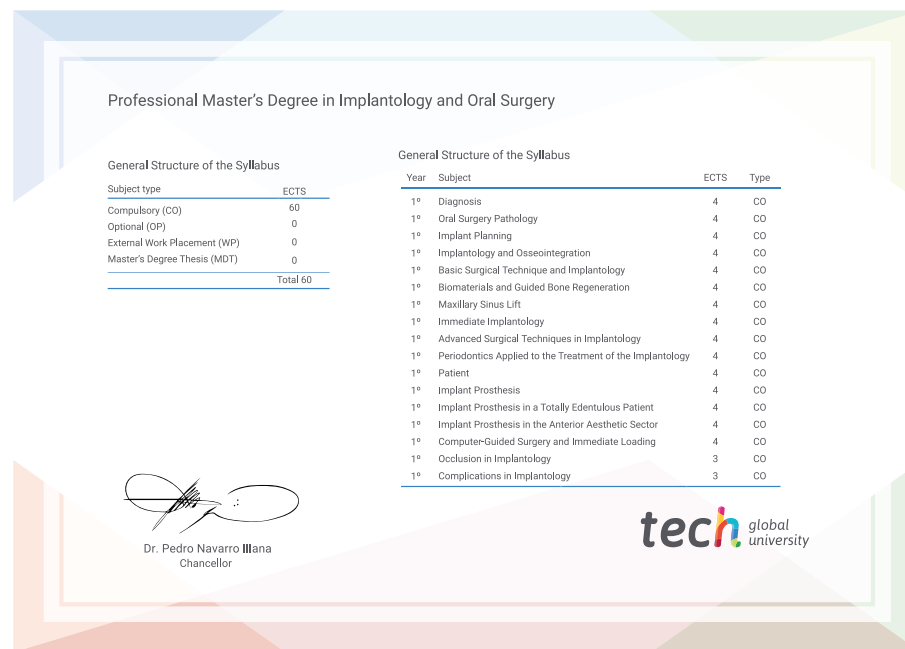 Professional Master's Degree in Implantology and Oral Surgery
General Structure of the Syllabus
Subject type ECTS
Compulsory (CO) 60
Optional (OP) 0
External Work Placement (WP) 0
Master's Degree Thesis (MDT) 0
Total 60
General Structure of the Syllabus
Year Subject ECTS Type
1º Diagnosis 4 CO
1º Oral Surgery Pathology 4 CO
1º Implant Planning 4 CO
1º Implantology and Osseointegration 4 CO
1º Basic Surgical Technique and Implantology 4 CO
1º Biomaterials and Guided Bone Regeneration 4 CO
1º Maxillary Sinus Lift 4 CO
1º Immediate Implantology 4 CO
1º Advanced Surgical Techniques in Implantology 4 CO
1º Periodontics Applied to the Treatment of the Implantology 4 CO
1º Patient 4 CO
1º Implant Prosthesis 4 CO
1º Implant Prosthesis in a Totally Edentulous Patient 4 CO
1º Implant Prosthesis in the Anterior Aesthetic Sector 4 CO
1º Computer-Guided Surgery and Immediate Loading 4 CO
1º Occlusion in Implantology 3 CO
1º Complications in Implantology 3 CO
Dr. Pedro Navarro Illana
Chancellor
tech global
university